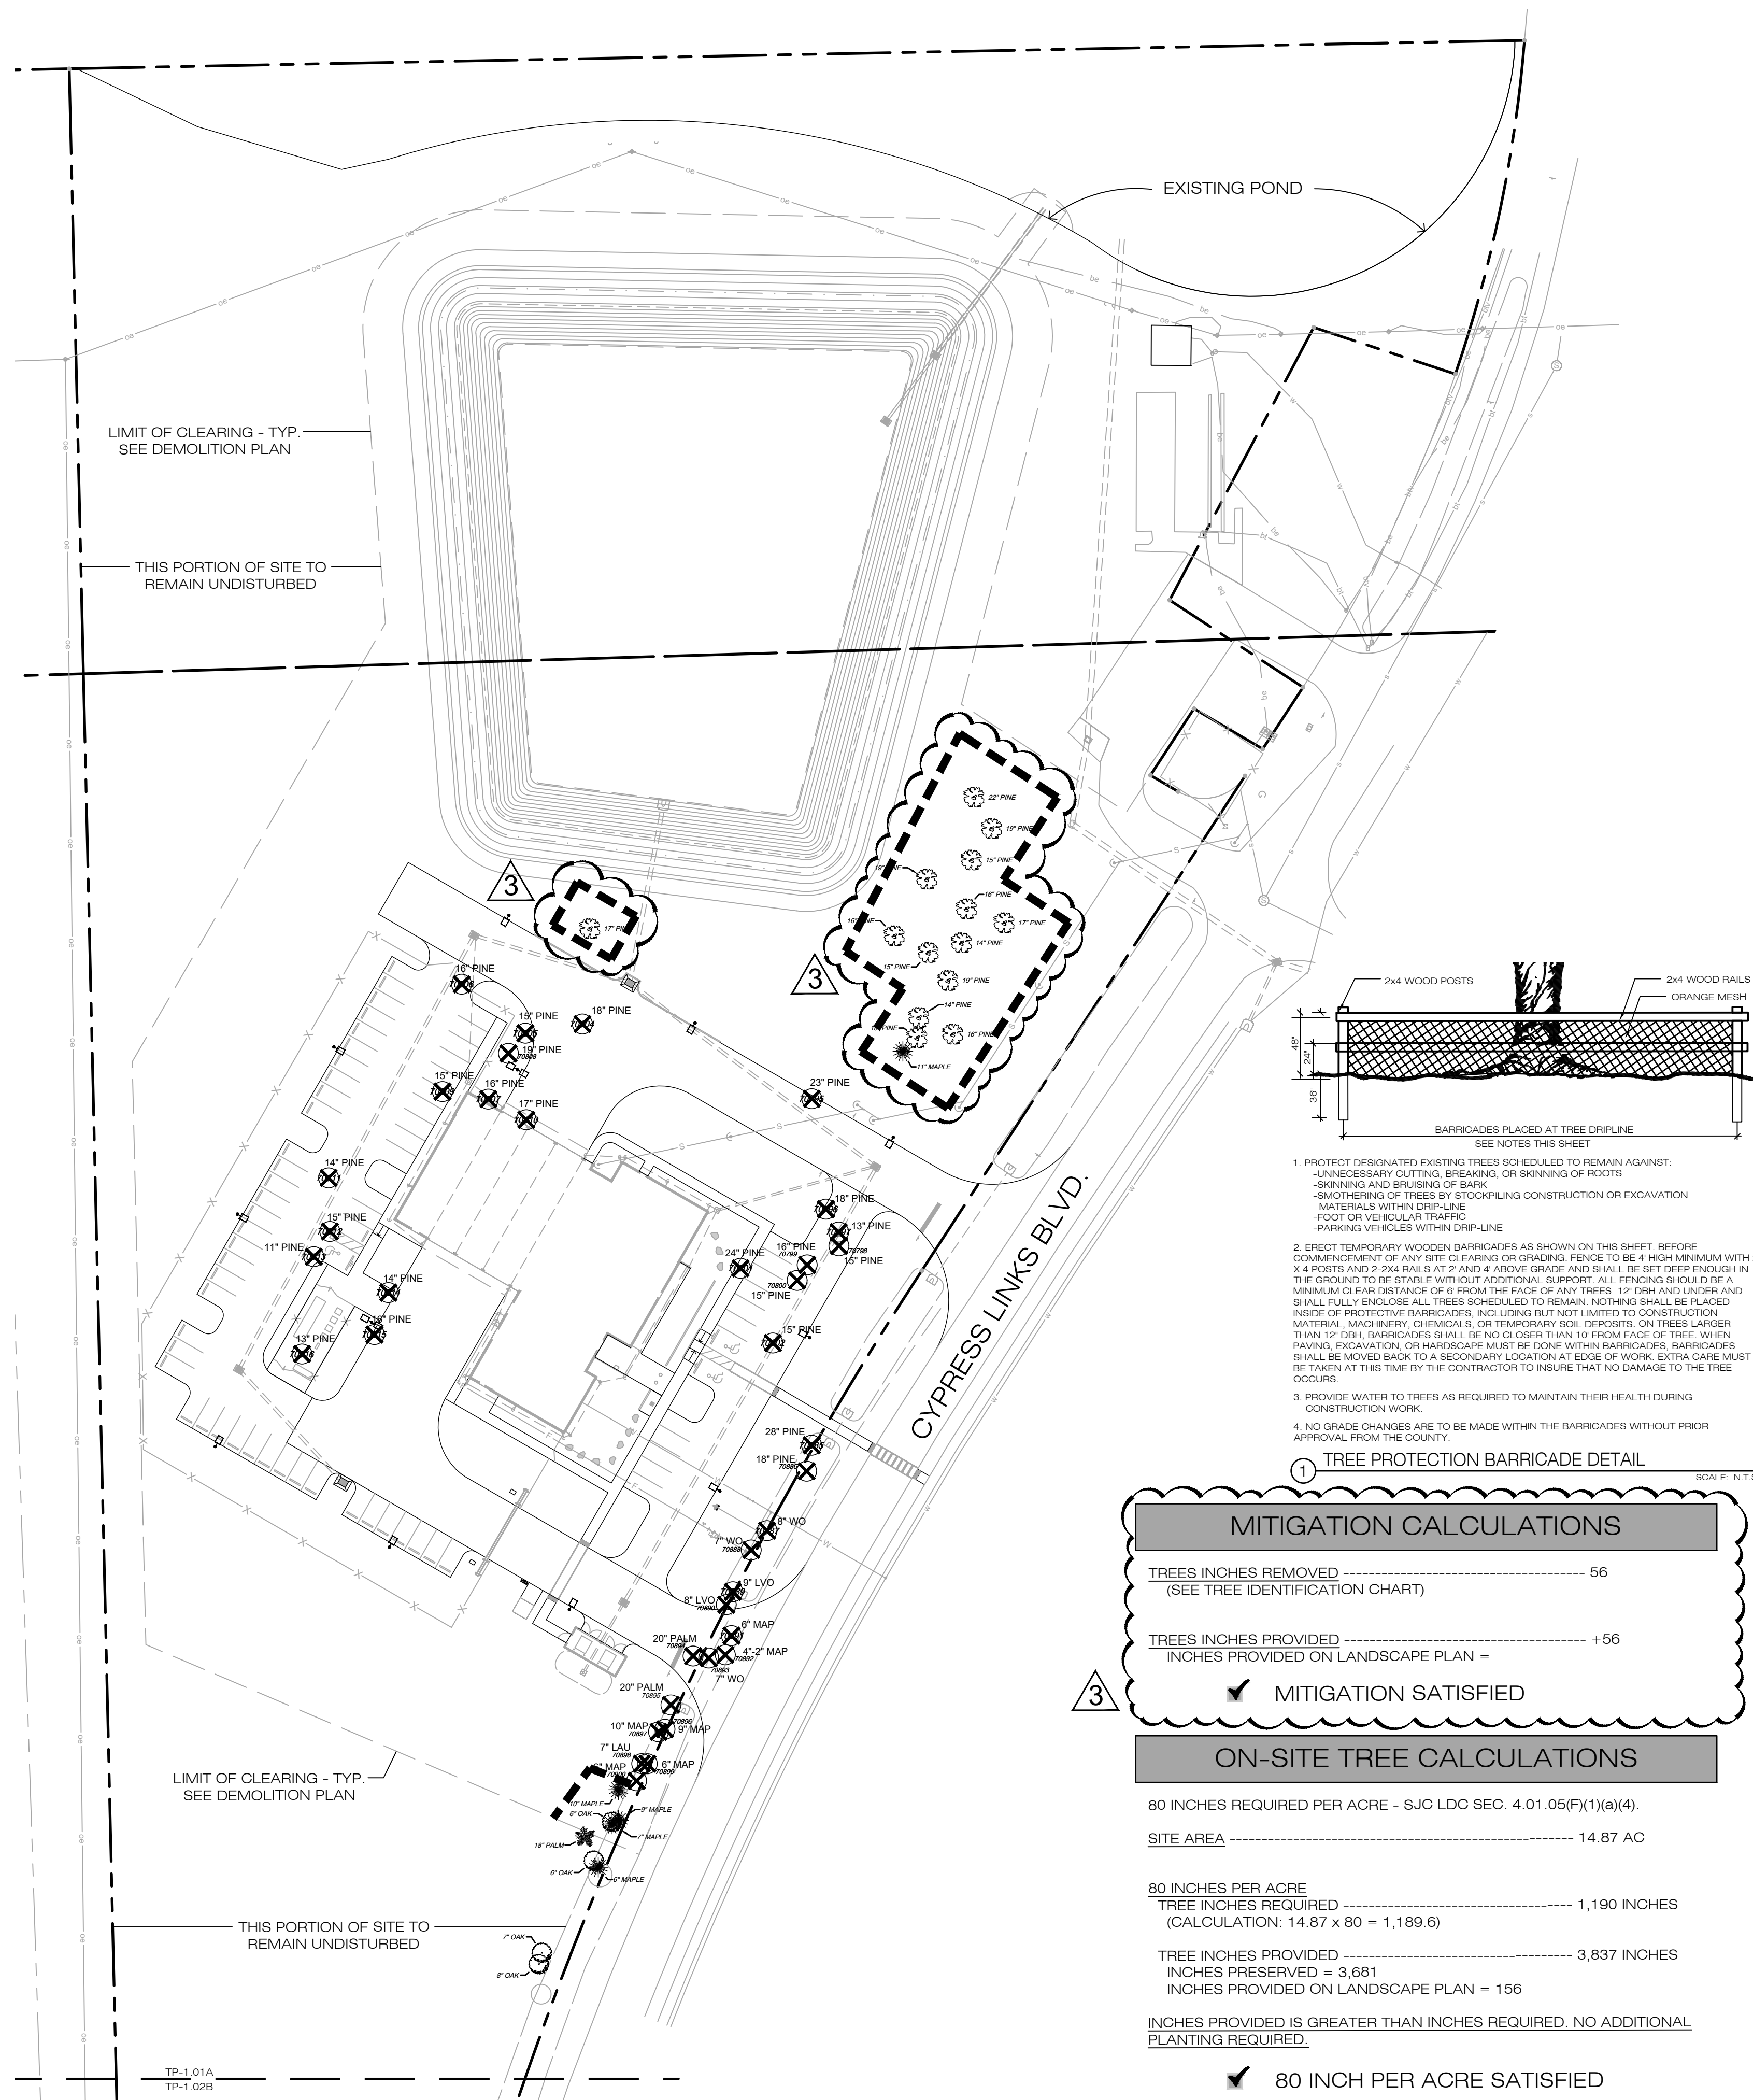 EXISTING POND
LIMIT OF CLEARING - TYP.
SEE DEMOLITION PLAN
THIS PORTION OF SITE TO
REMAIN UNDISTURBED
22" PINE
19" PINE
15" PINE
16" PINE
17" PINE
16" PINE
14" PINE
15" PINE
19" PINE
14" PINE
16" PINE
11" MAPLE
3
3
16" PINE
15" PINE
18" PINE
19" PINE
70808
15" PINE
16" PINE
17" PINE
23" PINE
14" PINE
15" PINE
11" PINE
14" PINE
13" PINE
18" PINE
13" PINE
70798
15" PINE
16" PINE
70799
24" PINE
70800
15" PINE
15" PINE
CYPRESS LINKS BLVD.
28" PINE
18" PINE
70886
8" WO
7" WO
70888
9" LVO
8" LVO
70890
6" MAP
20" PALM
70894
4"-2" MAP
70892
70893
7" WO
20" PALM
70895
70896
10" MAP
70897
9" MAP
7" LAU
70898
6" MAP
70899
70900
10" MAPLE
6" OAK
9" MAPLE
7" MAPLE
18" PALM
6" OAK
6" MAPLE
LIMIT OF CLEARING - TYP.
SEE DEMOLITION PLAN
THIS PORTION OF SITE TO
REMAIN UNDISTURBED
7" OAK
8" OAK
TP-1.01A
TP-1.02B
2x4 WOOD POSTS
2x4 WOOD RAILS
ORANGE MESH
48"
24"
36"
BARRICADES PLACED AT TREE DRIPLINE
SEE NOTES THIS SHEET
1. PROTECT DESIGNATED EXISTING TREES SCHEDULED TO REMAIN AGAINST:
-UNNECESSARY CUTTING, BREAKING, OR SKINNING OF ROOTS
-SKINNING AND BRUISING OF BARK
-SMOTHERING OF TREES BY STOCKPILING CONSTRUCTION OR EXCAVATION
MATERIALS WITHIN DRIP-LINE
-FOOT OR VEHICULAR TRAFFIC
-PARKING VEHICLES WITHIN DRIP-LINE
2. ERECT TEMPORARY WOODEN BARRICADES AS SHOWN ON THIS SHEET. BEFORE
COMMENCEMENT OF ANY SITE CLEARING OR GRADING. FENCE TO BE 4' HIGH MINIMUM WITH
X 4 POSTS AND 2-2X4 RAILS AT 2' AND 4' ABOVE GRADE AND SHALL BE SET DEEP ENOUGH IN
THE GROUND TO BE STABLE WITHOUT ADDITIONAL SUPPORT. ALL FENCING SHOULD BE A
MINIMUM CLEAR DISTANCE OF 6' FROM THE FACE OF ANY TREES 12" DBH AND UNDER AND
SHALL FULLY ENCLOSE ALL TREES SCHEDULED TO REMAIN. NOTHING SHALL BE PLACED
INSIDE OF PROTECTIVE BARRICADES, INCLUDING BUT NOT LIMITED TO CONSTRUCTION
MATERIAL, MACHINERY, CHEMICALS, OR TEMPORARY SOIL DEPOSITS. ON TREES LARGER
THAN 12" DBH, BARRICADES SHALL BE NO CLOSER THAN 10' FROM FACE OF TREE. WHEN
PAVING, EXCAVATION, OR HARDSCAPE MUST BE DONE WITHIN BARRICADES, BARRICADES
SHALL BE MOVED BACK TO A SECONDARY LOCATION AT EDGE OF WORK. EXTRA CARE MUST
BE TAKEN AT THIS TIME BY THE CONTRACTOR TO INSURE THAT NO DAMAGE TO THE TREE
OCCURS.
3. PROVIDE WATER TO TREES AS REQUIRED TO MAINTAIN THEIR HEALTH DURING
CONSTRUCTION WORK.
4. NO GRADE CHANGES ARE TO BE MADE WITHIN THE BARRICADES WITHOUT PRIOR
APPROVAL FROM THE COUNTY.
1 TREE PROTECTION BARRICADE DETAIL
SCALE: N.T.S
MITIGATION CALCULATIONS
TREES INCHES REMOVED ------------------------------------- 56
(SEE TREE IDENTIFICATION CHART)
TREES INCHES PROVIDED ------------------------------------- +56
INCHES PROVIDED ON LANDSCAPE PLAN =
3
MITIGATION SATISFIED
ON-SITE TREE CALCULATIONS
80 INCHES REQUIRED PER ACRE - SJC LDC SEC. 4.01.05(F)(1)(a)(4).
SITE AREA ------------------------------------------------------ 14.87 AC
80 INCHES PER ACRE
TREE INCHES REQUIRED ------------------------------------ 1,190 INCHES
(CALCULATION: 14.87 x 80 = 1,189.6)
TREE INCHES PROVIDED ------------------------------------ 3,837 INCHES
INCHES PRESERVED = 3,681
INCHES PROVIDED ON LANDSCAPE PLAN = 156
INCHES PROVIDED IS GREATER THAN INCHES REQUIRED. NO ADDITIONAL
PLANTING REQUIRED.
80 INCH PER ACRE SATISFIED